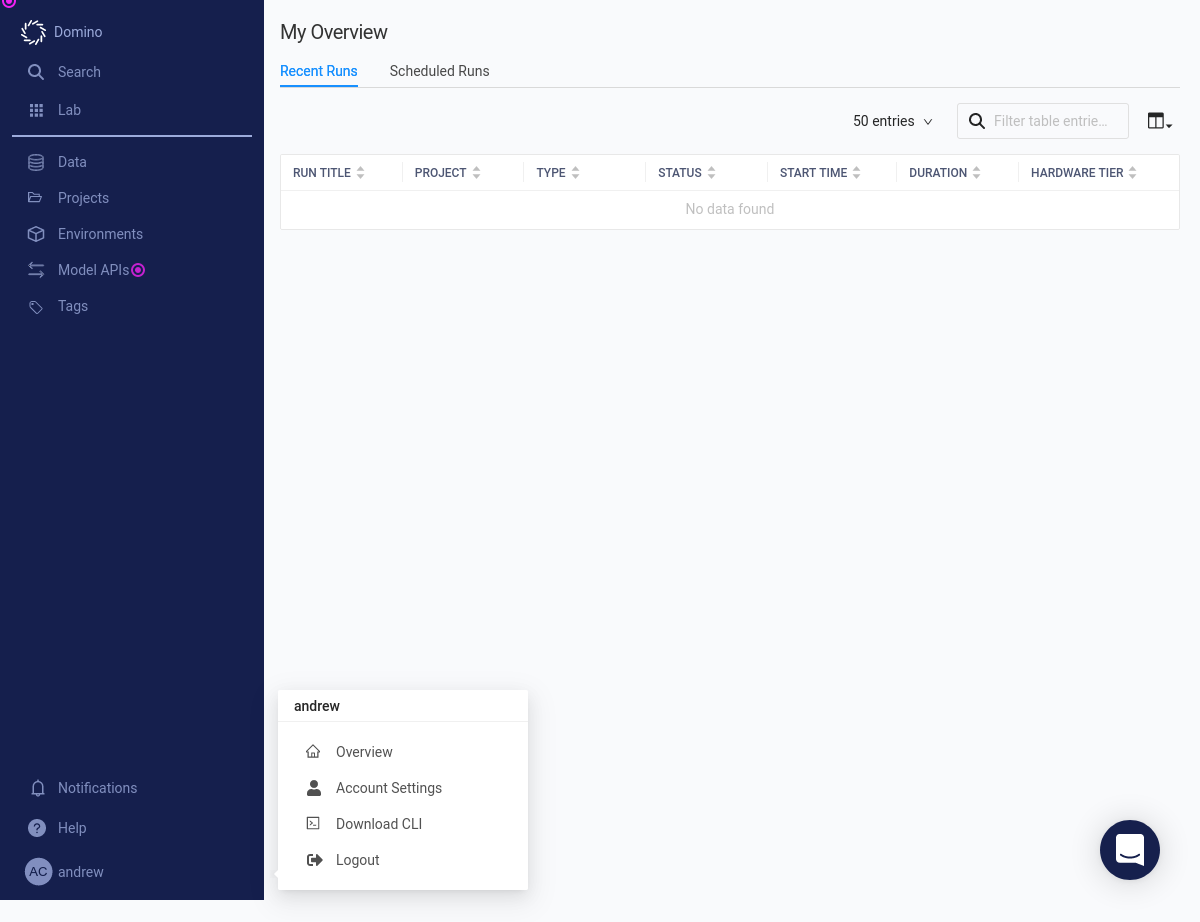 Domino
Search
Lab
Data
Projects
Environments
Model APIs
Tags
Notifications
Help
AC andrew
My Overview
Recent Runs Scheduled Runs
50 entries Filter table entrie...
RUN TITLE PROJECT TYPE STATUS START TIME DURATION HARDWARE TIER
No data found
andrew
Overview
Account Settings
Download CLI
Logout